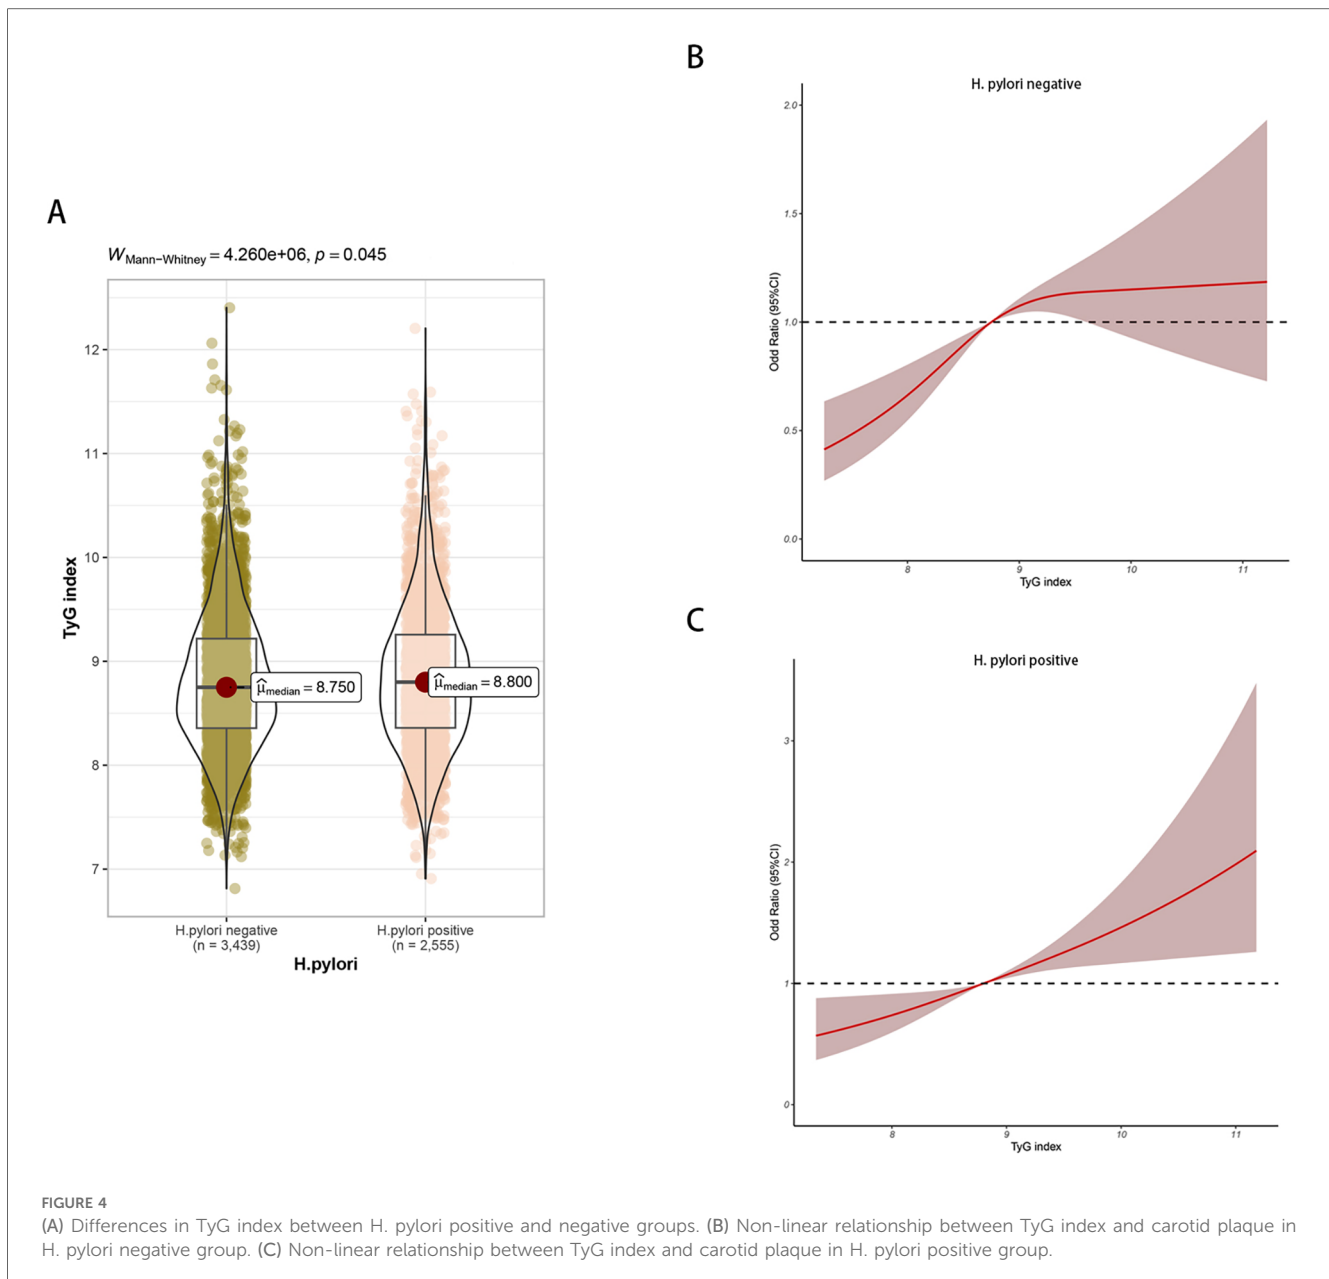 A
W Mann−Whitney = 4.260e+06, p = 0.045
TyG index
12
11
10
9
8
7
μ̂ median = 8.750
μ̂ median = 8.800
H.pylori negative
(n = 3,439)
H.pylori positive
(n = 2,555)
H.pylori
B
H. pylori negative
Odd Ratio (95%CI)
2.0
1.5
1.0
0.5
0.0
8 9 10 11
TyG index
C
H. pylori positive
Odd Ratio (95%CI)
3
2
1
0
8 9 10 11
TyG index
FIGURE 4
(A) Differences in TyG index between H. pylori positive and negative groups. (B) Non-linear relationship between TyG index and carotid plaque in
H. pylori negative group. (C) Non-linear relationship between TyG index and carotid plaque in H. pylori positive group.